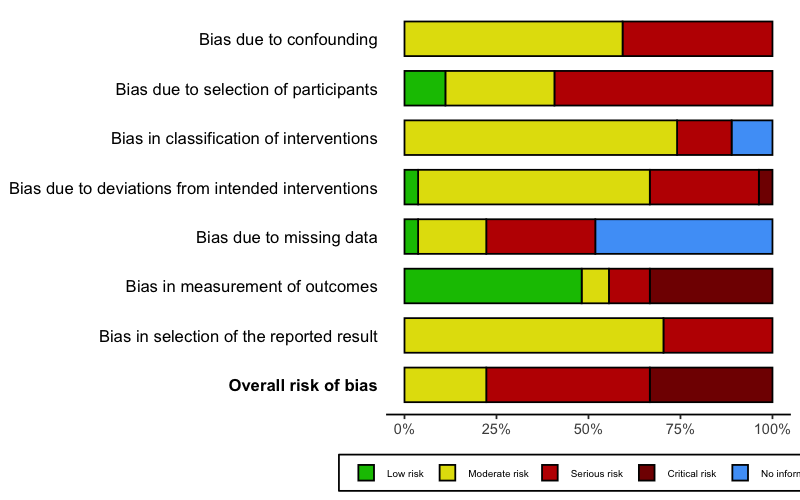 Bias due to confounding
Bias due to selection of participants
Bias in classification of interventions
Bias due to deviations from intended interventions
Bias due to missing data
Bias in measurement of outcomes
Bias in selection of the reported result
Overall risk of bias
0% 25% 50% 75% 100%
Low risk Moderate risk Serious risk Critical risk No